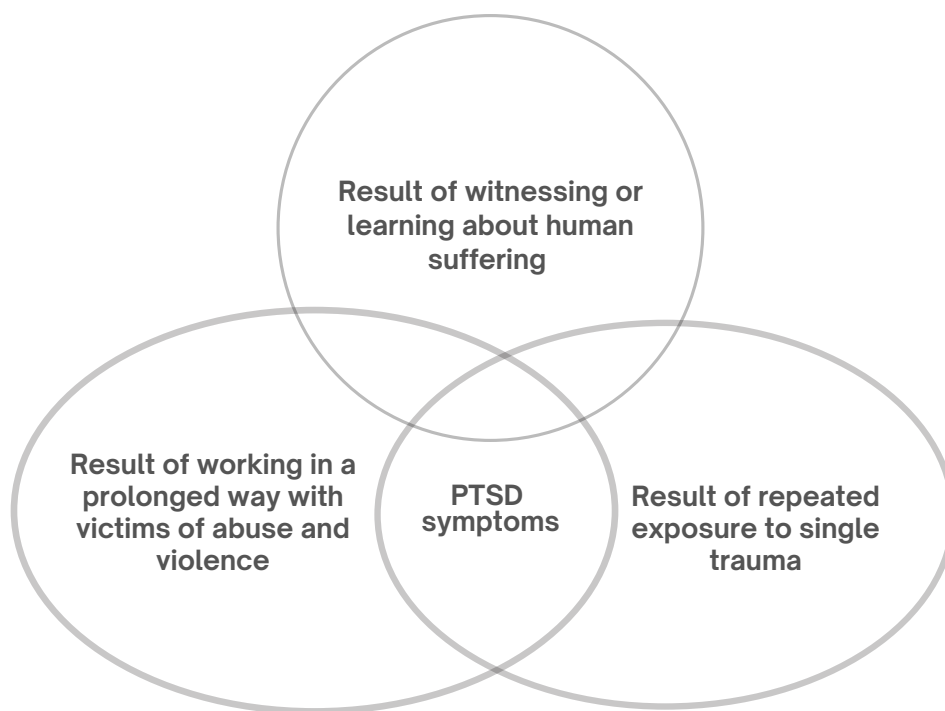 Result of witnessing or
learning about human
suffering
Result of working in a
prolonged way with
victims of abuse and
violence
PTSD
symptoms
Result of repeated
exposure to single
trauma